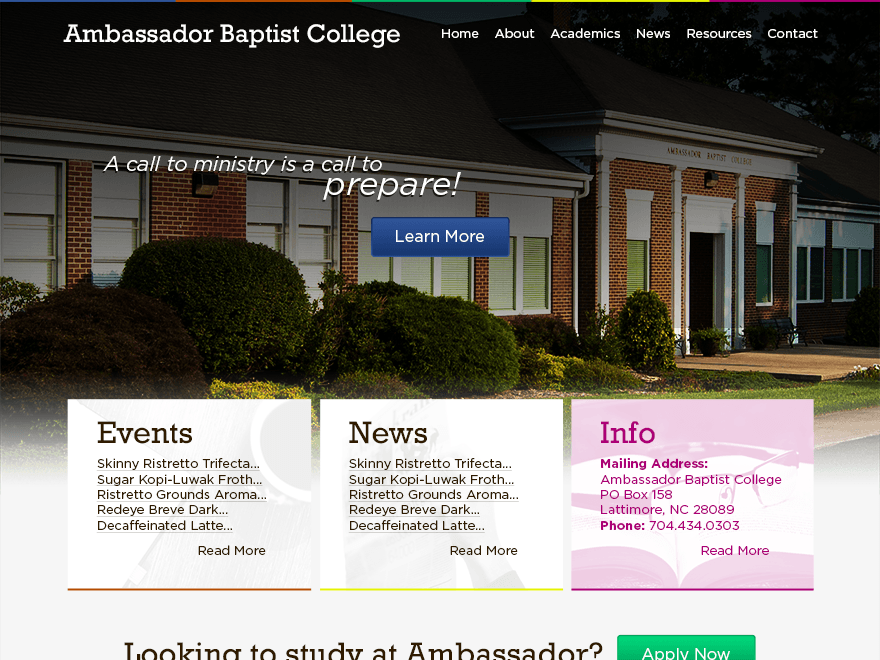 Ambassador Baptist College
Home About Academics News Resources Contact
AMBASSADOR BAPTIST COLLEGE
A call to ministry is a call to
prepare!
Learn More
Events
Skinny Ristretto Trifecta...
Sugar Kopi-Luwak Froth...
Ristretto Grounds Aroma...
Redeye Breve Dark...
Decaffeinated Latte...
Read More
News
Skinny Ristretto Trifecta...
Sugar Kopi-Luwak Froth...
Ristretto Grounds Aroma...
Redeye Breve Dark...
Decaffeinated Latte...
Read More
Info
Mailing Address:
Ambassador Baptist College
PO Box 158
Lattimore, NC 28089
Phone: 704.434.0303
Read More
Looking to study at Ambassador?
Apply Now